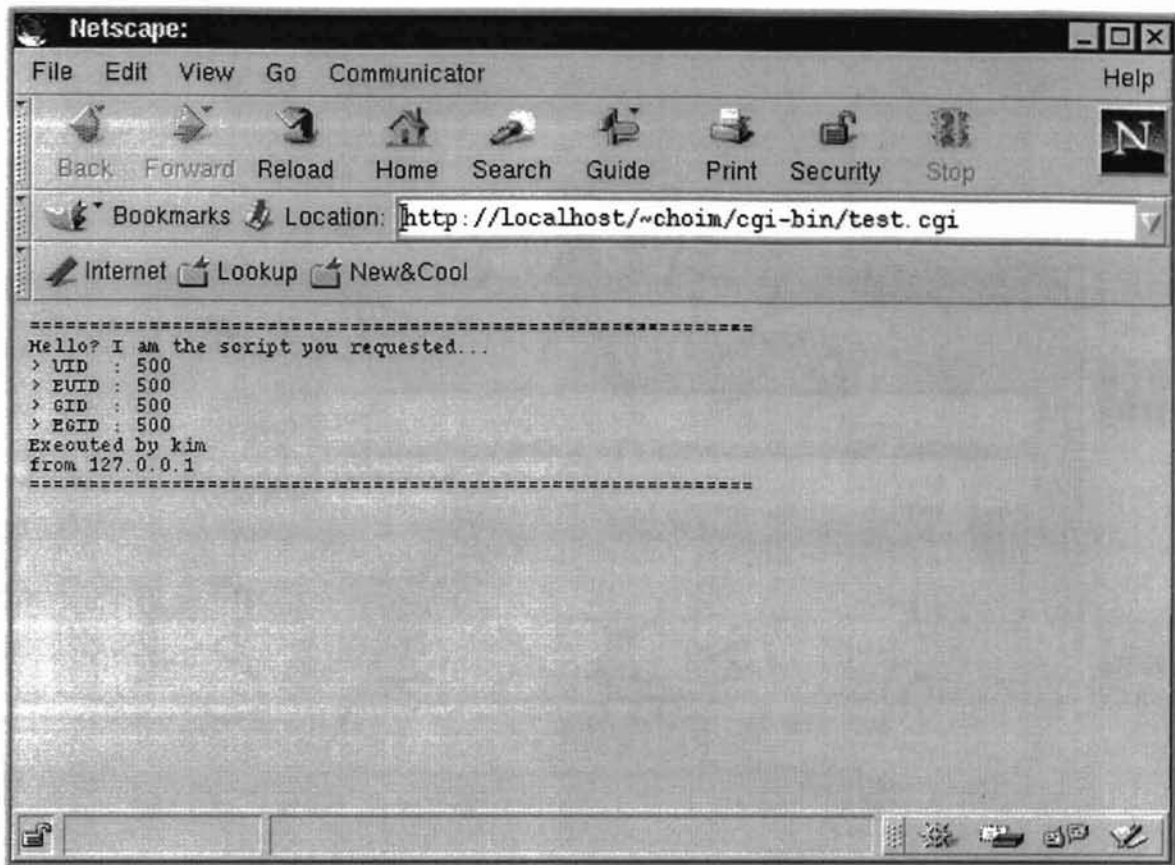 Netscape:
File Edit View Go Communicator Help
Back Forward Reload Home Search Guide Print Security Stop
N
Bookmarks Location: http://localhost/~choim/cgi-bin/test.cgi
Internet Lookup New&Cool
=============================================================
Hello? I am the script you requested...
> UID : 500
> EUID : 500
> GID : 500
> EGID : 500
Executed by kim
from 127.0.0.1
=============================================================